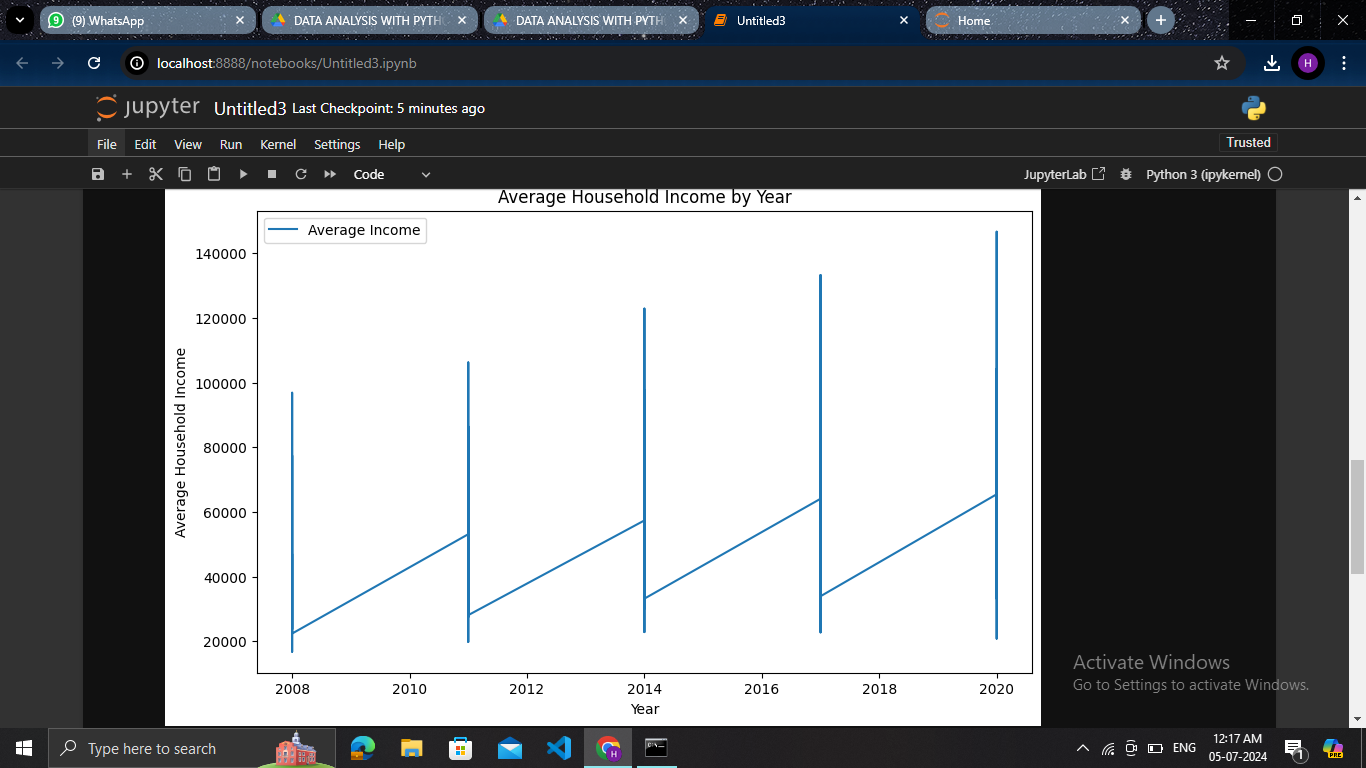 (9) WhatsApp
DATA ANALYSIS WITH PYTH
DATA ANALYSIS WITH PYTH
Untitled3
Home
localhost:8888/notebooks/Untitled3.ipynb
H
jupyter Untitled3 Last Checkpoint: 5 minutes ago
File Edit View Run Kernel Settings Help
Trusted
Code
JupyterLab
Python 3 (ipykernel)
Average Household Income by Year
Average Income
140000
120000
100000
80000
60000
40000
20000
Average Household Income
2008 2010 2012 2014 2016 2018 2020
Year
Activate Windows
Go to Settings to activate Windows.
Type here to search
H
ENG
12:17 AM
05-07-2024
1
PRE